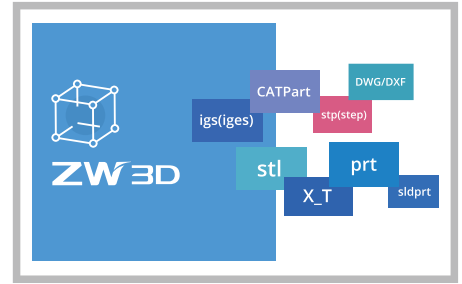 ZW3D
DWG/DXF
CATPart
igs(iges)
stp(step)
stl
prt
X_T
sldprt